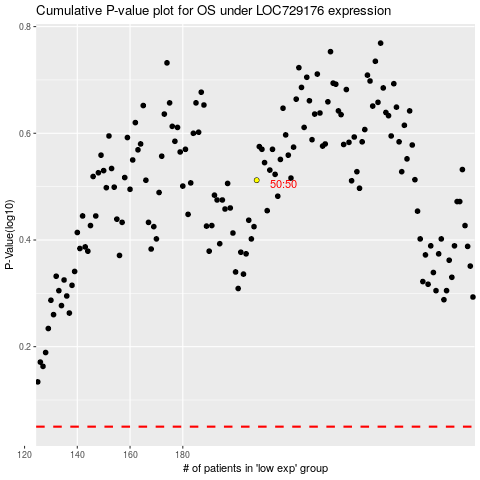 Cumulative P-value plot for OS under LOC729176 expression
0.8
0.6
0.4
0.2
P-Value(log10)
50:50
120 140 160 180
# of patients in 'low exp' group